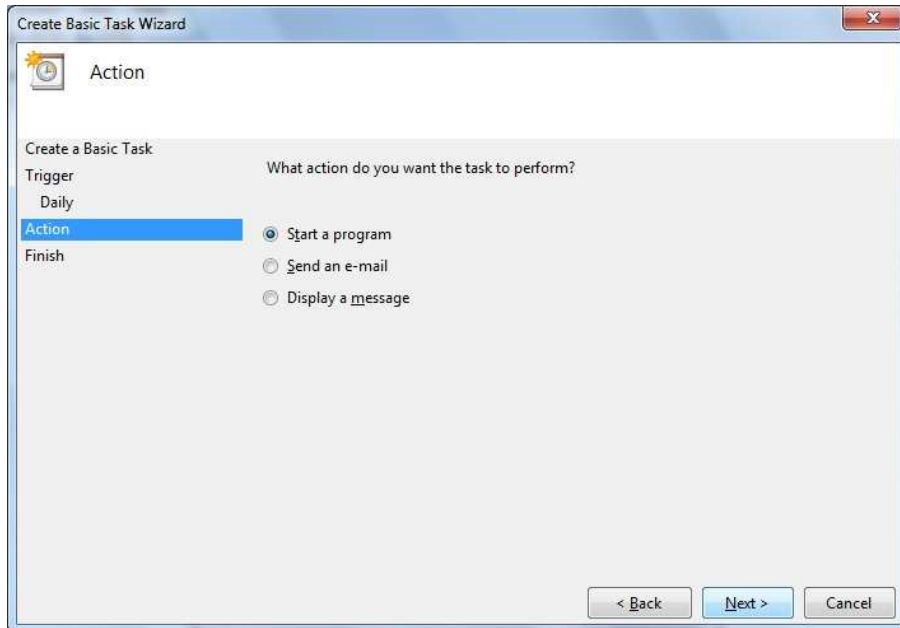 Create Basic Task Wizard
Action
Create a Basic Task
Trigger
Daily
Action
Finish
What action do you want the task to perform?
Start a program
Send an e-mail
Display a message
< Back
Next >
Cancel